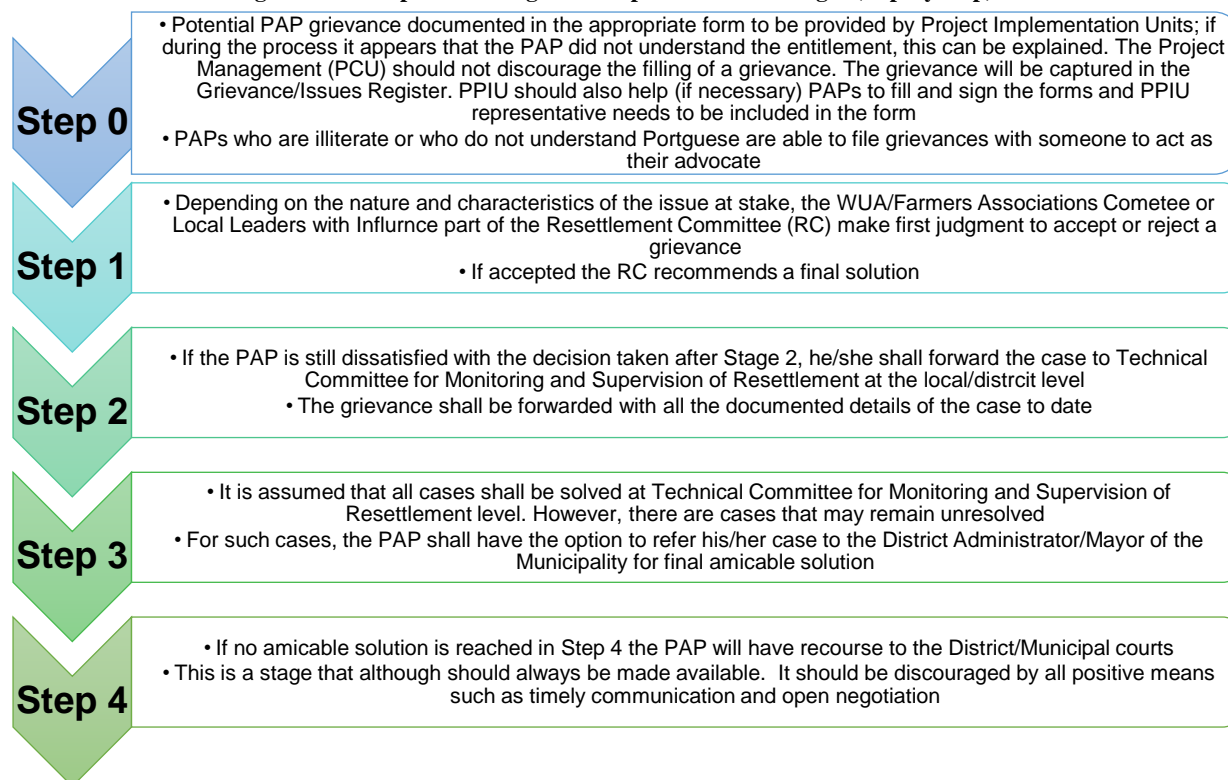 Step 0
• Potential PAP grievance documented in the appropriate form to be provided by Project Implementation Units; if
during the process it appears that the PAP did not understand the entitlement, this can be explained. The Project
Management (PCU) should not discourage the filling of a grievance. The grievance will be captured in the
Grievance/Issues Register. PPIU should also help (if necessary) PAPs to fill and sign the forms and PPIU
representative needs to be included in the form
• PAPs who are illiterate or who do not understand Portguese are able to file grievances with someone to act as
their advocate
Step 1
• Depending on the nature and characteristics of the issue at stake, the WUA/Farmers Associations Cometee or
Local Leaders with Influrnce part of the Resettlement Committee (RC) make first judgment to accept or reject a
grievance
• If accepted the RC recommends a final solution
Step 2
• If the PAP is still dissatisfied with the decision taken after Stage 2, he/she shall forward the case to Technical
Committee for Monitoring and Supervision of Resettlement at the local/distrcit level
• The grievance shall be forwarded with all the documented details of the case to date
Step 3
• It is assumed that all cases shall be solved at Technical Committee for Monitoring and Supervision of
Resettlement level. However, there are cases that may remain unresolved
• For such cases, the PAP shall have the option to refer his/her case to the District Administrator/Mayor of the
Municipality for final amicable solution
Step 4
• If no amicable solution is reached in Step 4 the PAP will have recourse to the District/Municipal courts
• This is a stage that although should always be made available.  It should be discouraged by all positive means
such as timely communication and open negotiation